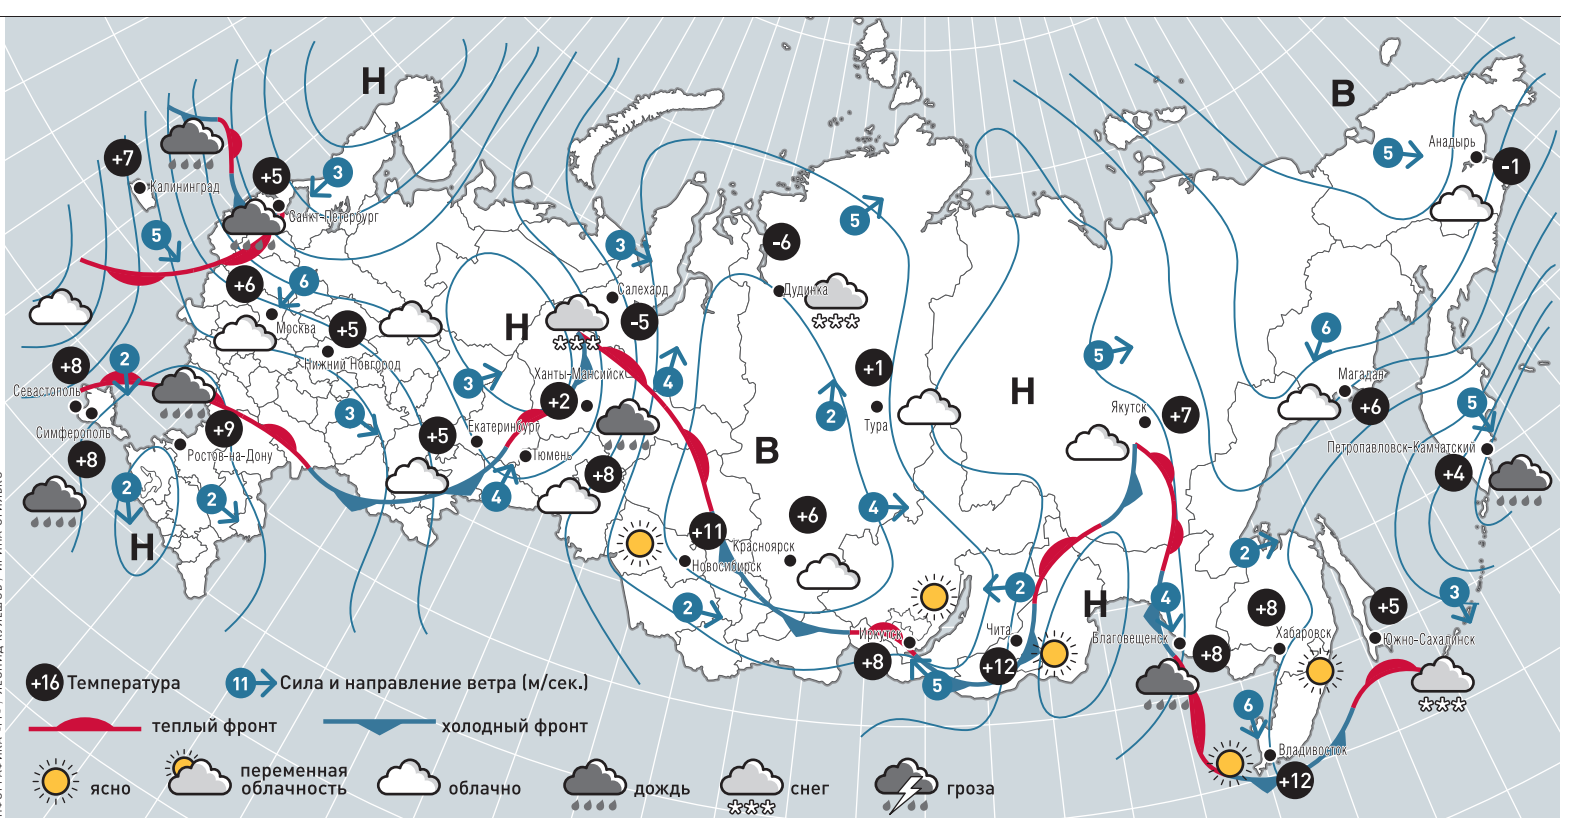 Н
В
5
Анадырь
-1
+7
Калининград
+5
3
Санкт-Петербург
5
5
3
-6
+6
6
Салехард
Дудинка
Москва
+5
Н
-5
6
Нижний Новгород
5
+8
2
3
4
+1
Магадан
Севастополь
Ханты-Мансийск
+2
2
Н
Якутск
+7
+6
5
3
Тура
Симферополь
+9
+5
Екатеринбург
Петропавловск-Камчатский
+8
Ростов-на-Дону
Тюмень
В
+4
+8
2
2
4
4
+6
Н
+11
Красноярск
2
Новосибирск
2
2
4
3
Н
+8
+5
Иркутск
Чита
Благовещенск
Хабаровск
Южно-Сахалинск
+8
+12
+8
5
6
Владивосток
+12
+16 Температура
11 Сила и направление ветра (м/сек.)
теплый фронт
холодный фронт
ясно
переменная
облачность
облачно
дождь
снег
гроза